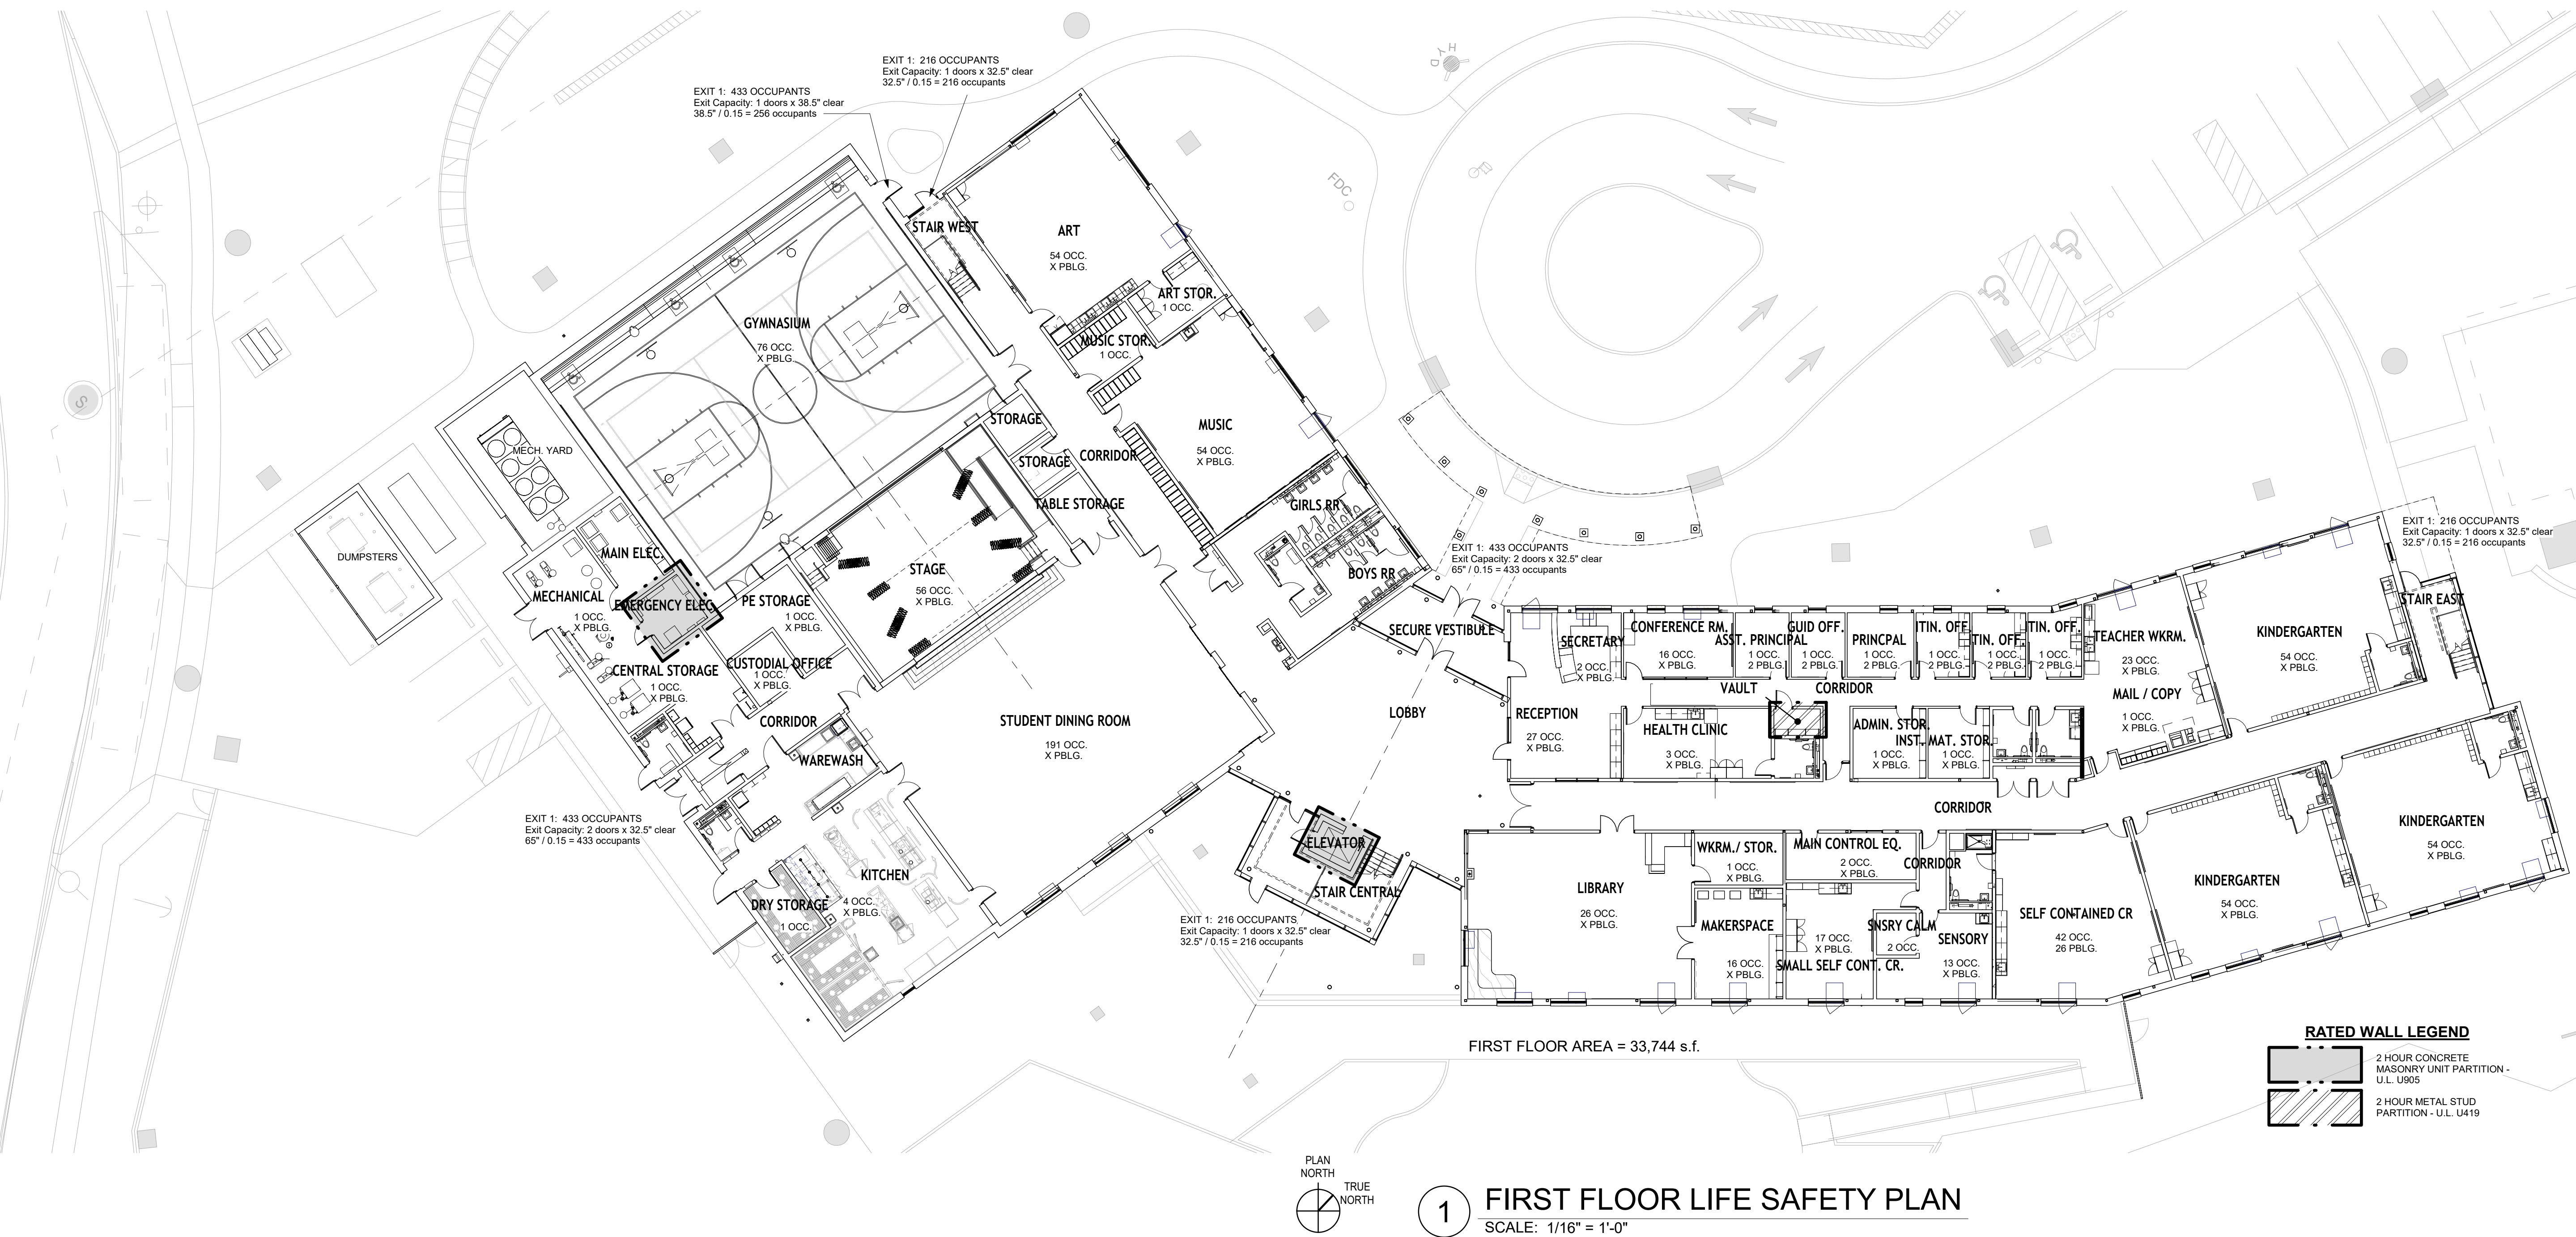 EXIT 1: 216 OCCUPANTS
Exit Capacity: 1 doors x 32.5" clear
32.5" / 0.15 = 216 occupants
EXIT 1: 433 OCCUPANTS
Exit Capacity: 1 doors x 38.5" clear
38.5" / 0.15 = 256 occupants
HYD
FDC
S
STAIR WEST
ART
54 OCC.
X PBLG.
ART STOR.
1 OCC.
GYMNASIUM
76 OCC.
X PBLG.
MUSIC STOR.
1 OCC.
STORAGE
MUSIC
54 OCC.
X PBLG.
MECH. YARD
STORAGE
CORRIDOR
TABLE STORAGE
GIRLS RR
BOYS RR
DUMPSTERS
MAIN ELEC.
STAGE
56 OCC.
X PBLG.
MECHANICAL
1 OCC.
X PBLG.
EMERGENCY ELEC.
PE STORAGE
1 OCC.
X PBLG.
CENTRAL STORAGE
1 OCC.
X PBLG.
CUSTODIAL OFFICE
1 OCC.
X PBLG.
CORRIDOR
WAREWASH
STUDENT DINING ROOM
191 OCC.
X PBLG.
EXIT 1: 433 OCCUPANTS
Exit Capacity: 2 doors x 32.5" clear
65" / 0.15 = 433 occupants
KITCHEN
4 OCC.
X PBLG.
DRY STORAGE
1 OCC.
EXIT 1: 433 OCCUPANTS
Exit Capacity: 2 doors x 32.5" clear
65" / 0.15 = 433 occupants
SECURE VESTIBULE
LOBBY
ELEVATOR
STAIR CENTRAL
EXIT 1: 216 OCCUPANTS
Exit Capacity: 1 doors x 32.5" clear
32.5" / 0.15 = 216 occupants
SECRETARY
2 OCC.
X PBLG.
CONFERENCE RM.
16 OCC.
X PBLG.
ASST. PRINCIPAL
1 OCC.
2 PBLG.
GUID OFF.
1 OCC.
2 PBLG.
PRINCPAL
1 OCC.
2 PBLG.
ITIN. OFF.
1 OCC.
2 PBLG.
ITIN. OFF.
1 OCC.
2 PBLG.
ITIN. OFF.
1 OCC.
2 PBLG.
TEACHER WKRM.
23 OCC.
X PBLG.
MAIL / COPY
1 OCC.
X PBLG.
KINDERGARTEN
54 OCC.
X PBLG.
EXIT 1: 216 OCCUPANTS
Exit Capacity: 1 doors x 32.5" clear
32.5" / 0.15 = 216 occupants
STAIR EAST
VAULT
CORRIDOR
RECEPTION
27 OCC.
X PBLG.
HEALTH CLINIC
3 OCC.
X PBLG.
ADMIN. STOR.
1 OCC.
X PBLG.
INST. MAT. STOR.
1 OCC.
X PBLG.
CORRIDOR
KINDERGARTEN
54 OCC.
X PBLG.
KINDERGARTEN
54 OCC.
X PBLG.
LIBRARY
26 OCC.
X PBLG.
WKRM./ STOR.
1 OCC.
X PBLG.
MAIN CONTROL EQ.
2 OCC.
X PBLG.
CORRIDOR
MAKERSPACE
16 OCC.
X PBLG.
17 OCC.
X PBLG.
SMALL SELF CONT. CR.
SNSRY CALM
2 OCC.
SENSORY
13 OCC.
X PBLG.
SELF CONTAINED CR
42 OCC.
26 PBLG.
FIRST FLOOR AREA = 33,744 s.f.
RATED WALL LEGEND
2 HOUR CONCRETE
MASONRY UNIT PARTITION -
U.L. U905
2 HOUR METAL STUD
PARTITION - U.L. U419
PLAN
NORTH
TRUE
NORTH
1
FIRST FLOOR LIFE SAFETY PLAN
SCALE: 1/16" = 1'-0"